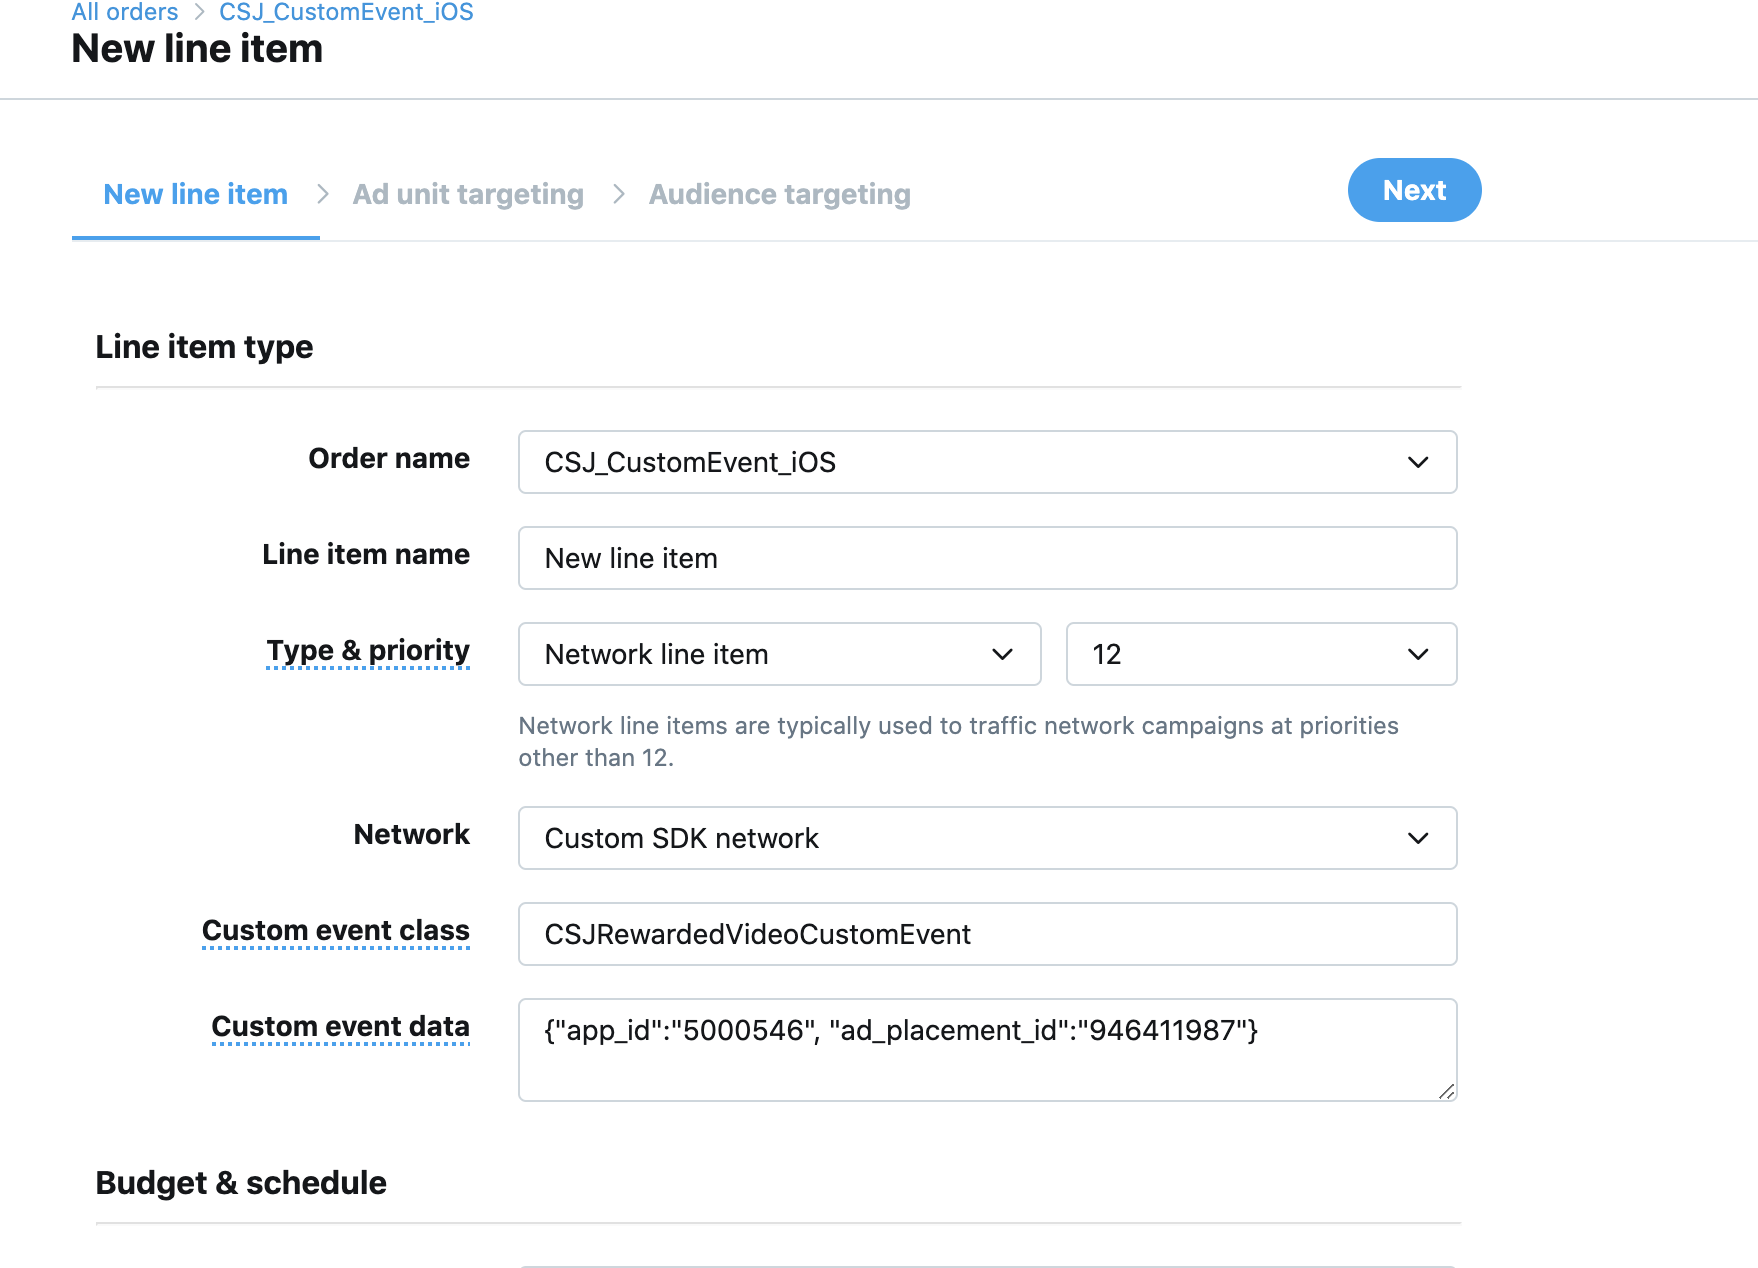 All orders > CSJ_CustomEvent_iOS
New line item
New line item > Ad unit targeting > Audience targeting
Next
Line item type
Order name
CSJ_CustomEvent_iOS
Line item name
New line item
Type & priority
Network line item
12
Network line items are typically used to traffic network campaigns at priorities
other than 12.
Network
Custom SDK network
Custom event class
CSJRewardedVideoCustomEvent
Custom event data
{"app_id":"5000546", "ad_placement_id":"946411987"}
Budget & schedule